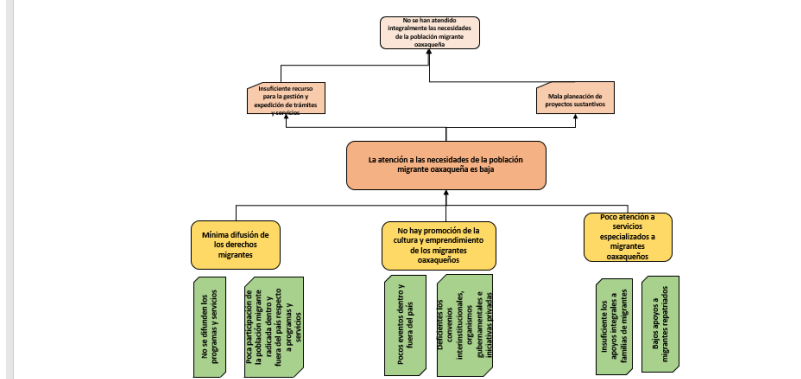 No se han atendido
integralmente las necesidades
de la población migrante
oaxaqueña
Insuficiente recurso
para la gestión y
expedición de trámites
y servicios
Mala planeación de
proyectos sustantivos
La atención a las necesidades de la población
migrante oaxaqueña es baja
Mínima difusión de
los derechos
migrantes
No hay promoción de la
cultura y emprendimiento
de los migrantes
oaxaqueños
Poco atención a
servicios
especializados a
migrantes
oaxaqueños
No se difunden los
programas y servicios
Poca participación de
la población migrante
radicada dentro y
fuera del país respecto
a programas y
servicios
Pocos eventos dentro y
fuera del país
Deficientes los
convenios
interinstitucionales,
organismos
gubernamentales e
iniciativas privadas
Insuficiente los
apoyos integrales a
familias de migrantes
Bajos apoyos a
migrantes repatriados